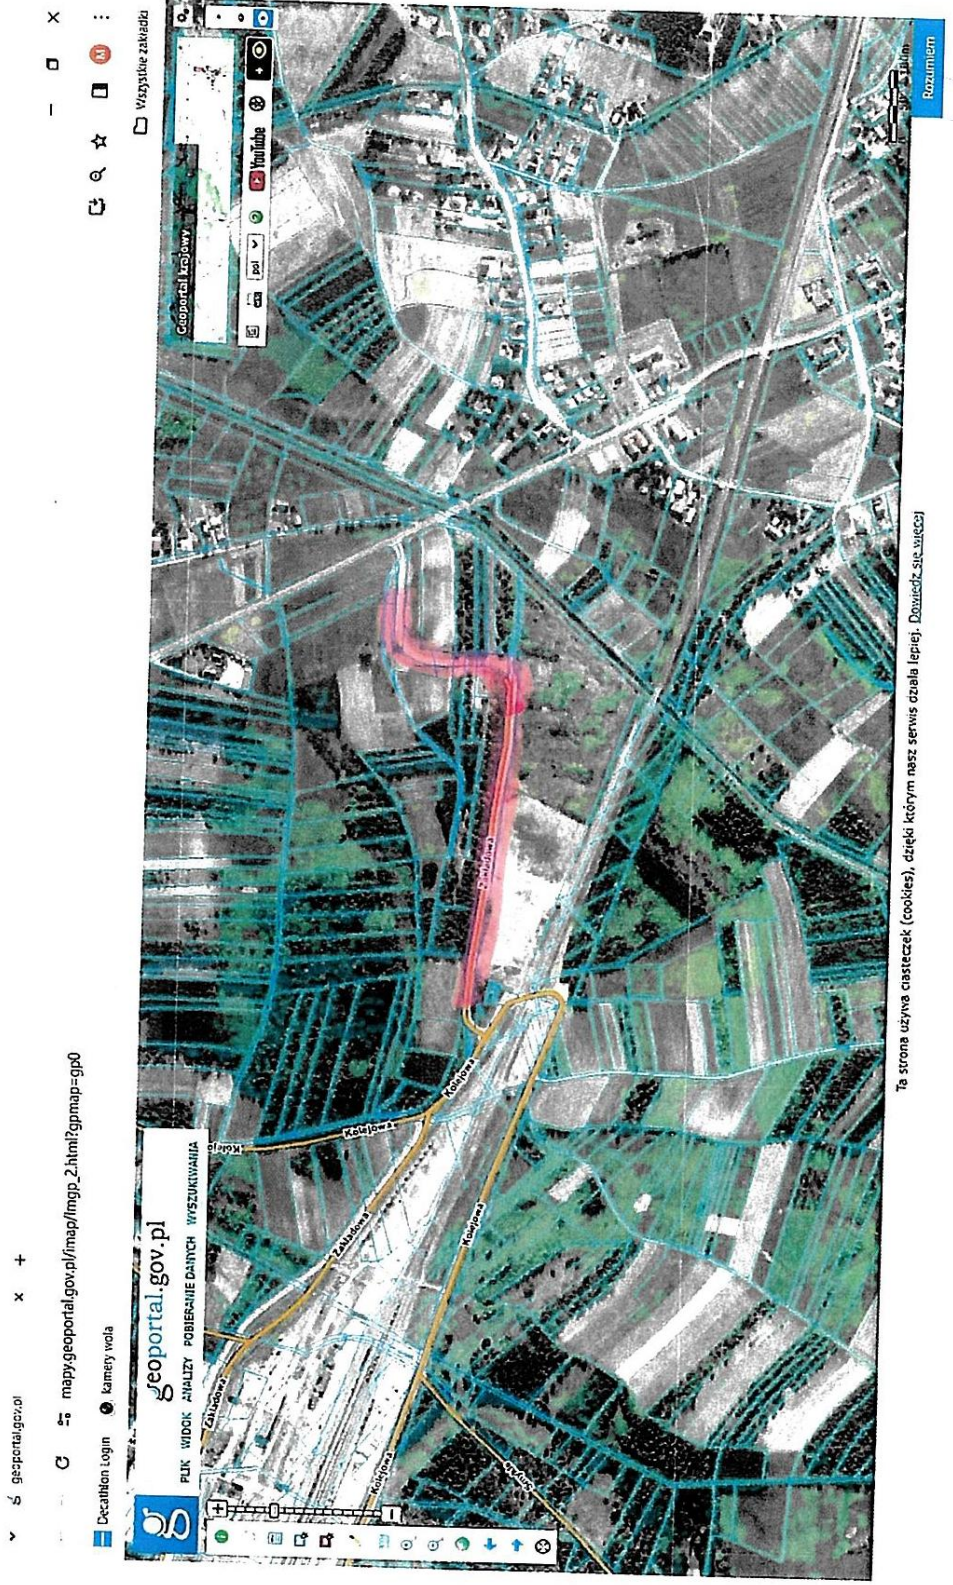 geoportal.gov.pl × +
mapy.geoportal.gov.pl/imap/Imgp_2.html?gpmap=gp0
M
Decathlon Login kamery wola
Wszystkie zakładki
geoportal.gov.pl
PLIK WIDOK ANALIZY POBIERANIE DANYCH WYSZUKIWANIA
Geoportal krajowy
pol
YouTube
Kolejowa
Zakładowa
Kolejowa
Zakładowa
Kolejowa
Kolejowa
Kolejowa
Zakładowa
Smykla
Ta strona używa ciasteczek (cookies), dzięki którym nasz serwis działa lepiej. Dowiedz się więcej
Rozumiem